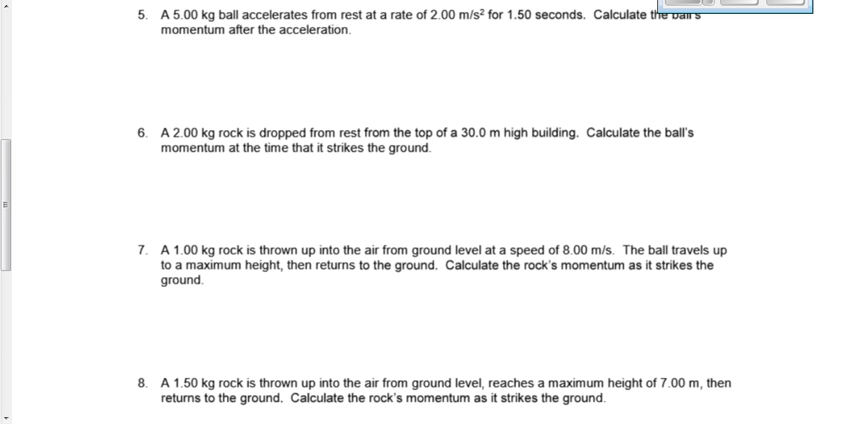 5. A 5.00 kg ball accelerates from rest at a rate of 2.00 m/s² for 1.50 seconds. Calculate the ball's
momentum after the acceleration.
6. A 2.00 kg rock is dropped from rest from the top of a 30.0 m high building. Calculate the ball's
momentum at the time that it strikes the ground.
7. A 1.00 kg rock is thrown up into the air from ground level at a speed of 8.00 m/s. The ball travels up
to a maximum height, then returns to the ground. Calculate the rock's momentum as it strikes the
ground.
8. A 1.50 kg rock is thrown up into the air from ground level, reaches a maximum height of 7.00 m, then
returns to the ground. Calculate the rock's momentum as it strikes the ground.